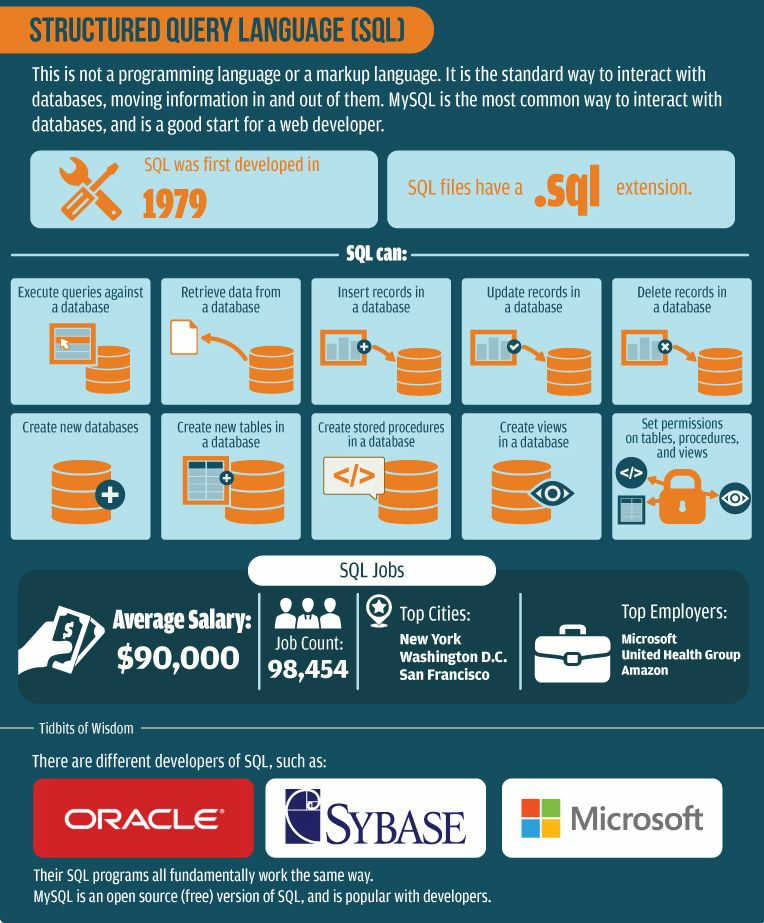 STRUCTURED QUERY LANGUAGE (SQL)
This is not a programming language or a markup language. It is the standard way to interact with
databases, moving information in and out of them. MySQL is the most common way to interact with
databases, and is a good start for a web developer.
SQL was first developed in
1979
SQL files have a .sql extension.
SQL can:
Execute queries against
a database
Retrieve data from
a database
Insert records in
a database
Update records in
a database
Delete records in
a database
Create new databases
Create new tables in
a database
Create stored procedures
in a database
</>
Create views
in a database
Set permissions
on tables, procedures,
and views
</>
SQL Jobs
$
Average Salary:
$90,000
Job Count:
98,454
Top Cities:
New York
Washington D.C.
San Francisco
Top Employers:
Microsoft
United Health Group
Amazon
Tidbits of Wisdom
There are different developers of SQL, such as:
ORACLE®
SYBASE
Microsoft
Their SQL programs all fundamentally work the same way.
MySQL is an open source (free) version of SQL, and is popular with developers.